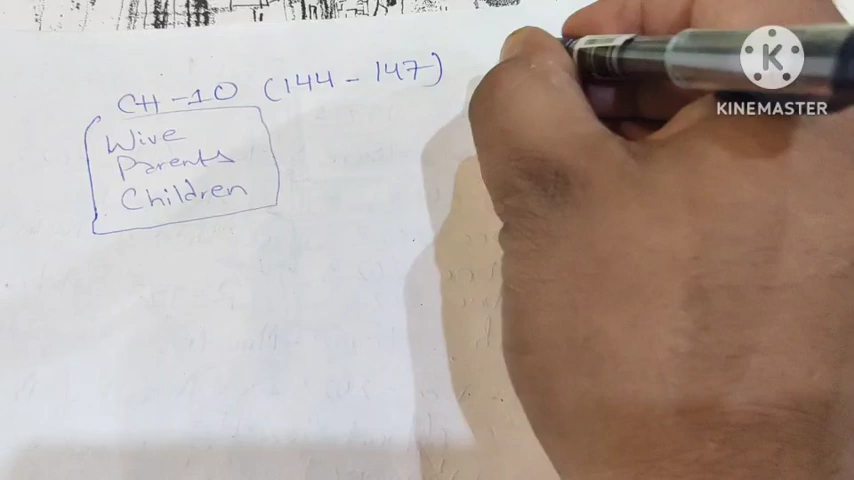 CH-10 (144-147)
Wive
Parents
Children
K
KINEMASTER